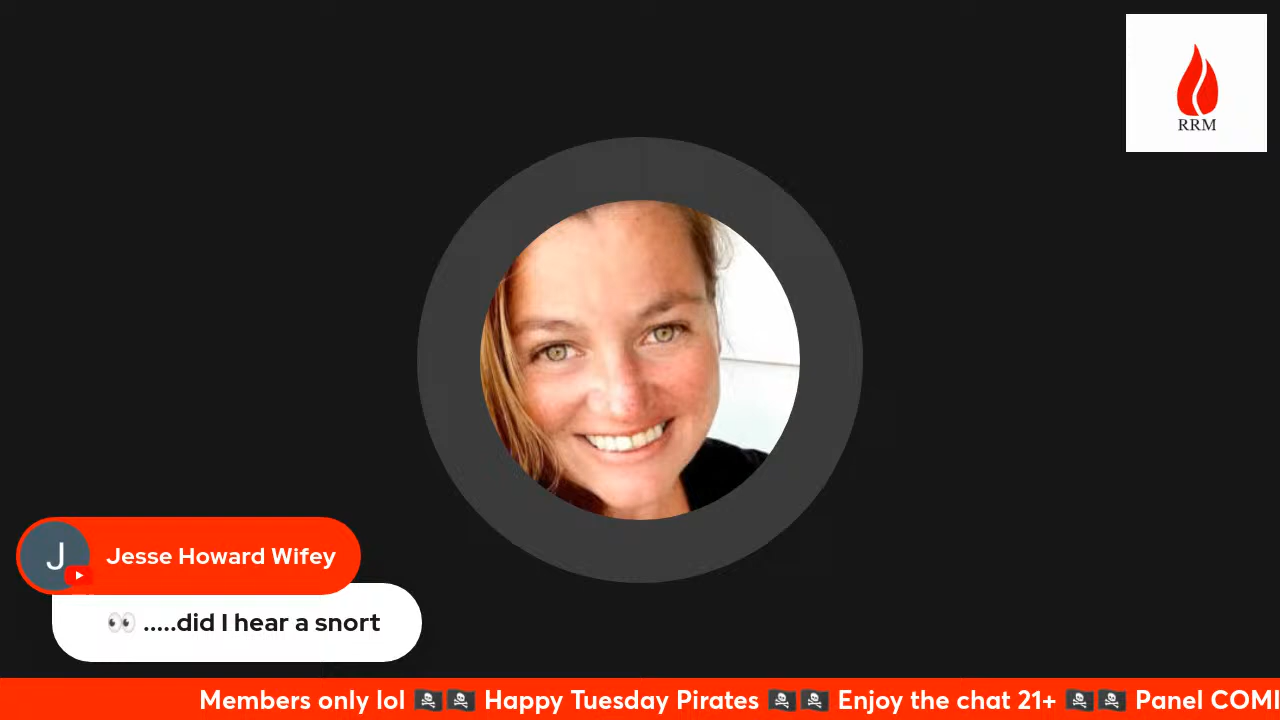 RRM
J
Jesse Howard Wifey
👀 .....did I hear a snort
Members only lol 🏴‍☠️🏴‍☠️ Happy Tuesday Pirates 🏴‍☠️🏴‍☠️ Enjoy the chat 21+ 🏴‍☠️🏴‍☠️ Panel COMI